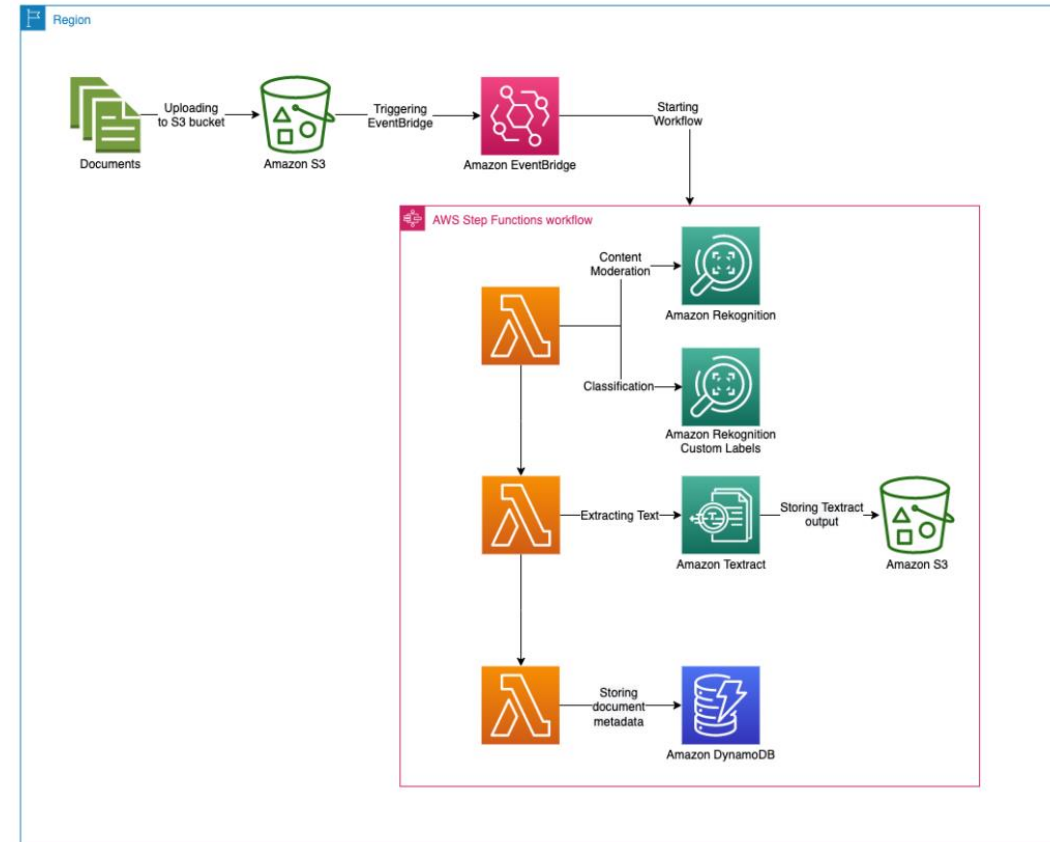 Region
Uploading
to S3 bucket
Triggering
EventBridge
Starting
Workflow
Documents
Amazon S3
Amazon EventBridge
AWS Step Functions workflow
Content
Moderation
Amazon Rekognition
Classification
Amazon Rekognition
Custom Labels
Extracting Text
Storing Textract
output
Amazon Textract
Amazon S3
Storing
document
metadata
Amazon DynamoDB